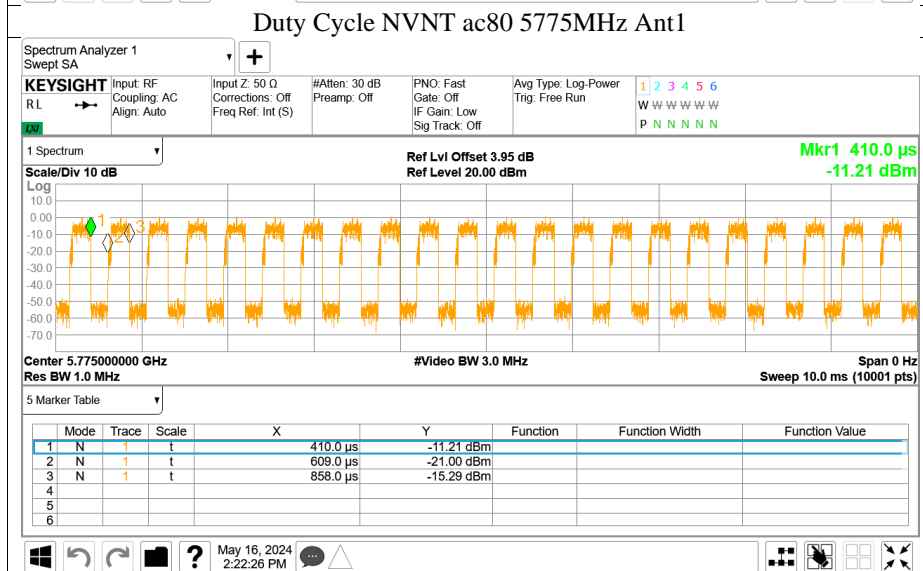 Duty Cycle NVNT ac80 5775MHz Ant1
Spectrum Analyzer 1
Swept SA
+
KEYSIGHT Input: RF Input Z: 50 Ω #Atten: 30 dB PNO: Fast Avg Type: Log-Power 1 2 3 4 5 6
RL Coupling: AC Corrections: Off Preamp: Off Gate: Off Trig: Free Run W W W W W W
Align: Auto Freq Ref: Int (S) IF Gain: Low
LXI Sig Track: Off P N N N N N
1 Spectrum Ref Lvl Offset 3.95 dB Mkr1 410.0 µs
Scale/Div 10 dB Ref Level 20.00 dBm -11.21 dBm
Log
10.0
0.00
-10.0
-20.0
-30.0
-40.0
-50.0
-60.0
-70.0
1
2
3
Center 5.775000000 GHz #Video BW 3.0 MHz Span 0 Hz
Res BW 1.0 MHz Sweep 10.0 ms (10001 pts)
5 Marker Table
Mode Trace Scale X Y Function Function Width Function Value
1 N 1 t 410.0 µs -11.21 dBm
2 N 1 t 609.0 µs -21.00 dBm
3 N 1 t 858.0 µs -15.29 dBm
4
5
6
? May 16, 2024
2:22:26 PM